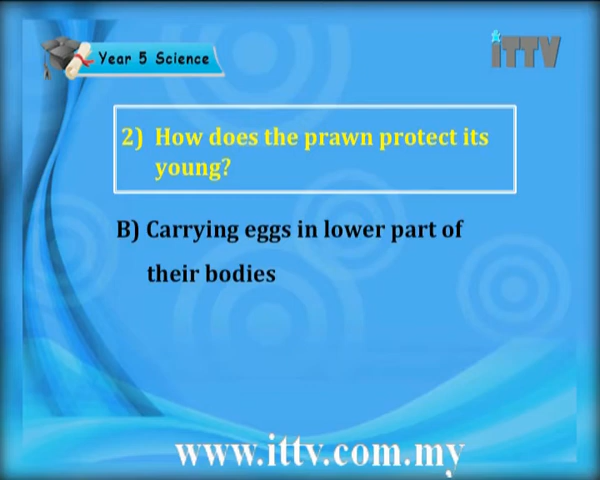 Year 5 Science
iTTV
2) How does the prawn protect its
young?
B) Carrying eggs in lower part of
their bodies
www.ittv.com.my